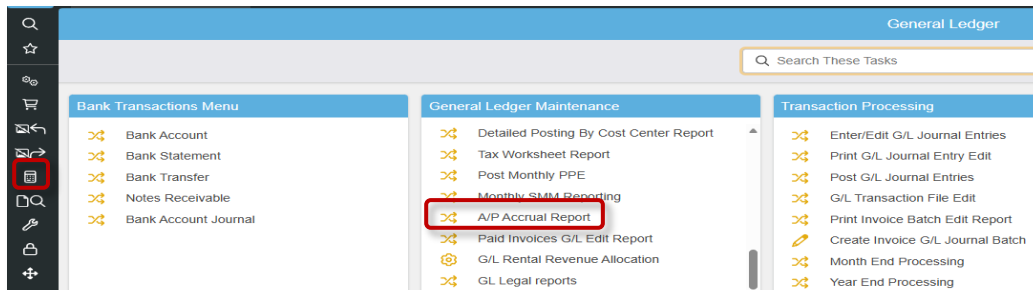 General Ledger
Search These Tasks
Bank Transactions Menu
Bank Account
Bank Statement
Bank Transfer
Notes Receivable
Bank Account Journal
General Ledger Maintenance
Detailed Posting By Cost Center Report
Tax Worksheet Report
Post Monthly PPE
Monthly SMM Reporting
A/P Accrual Report
Paid Invoices G/L Edit Report
G/L Rental Revenue Allocation
GL Legal reports
Transaction Processing
Enter/Edit G/L Journal Entries
Print G/L Journal Entry Edit
Post G/L Journal Entries
G/L Transaction File Edit
Print Invoice Batch Edit Report
Create Invoice G/L Journal Batch
Month End Processing
Year End Processing